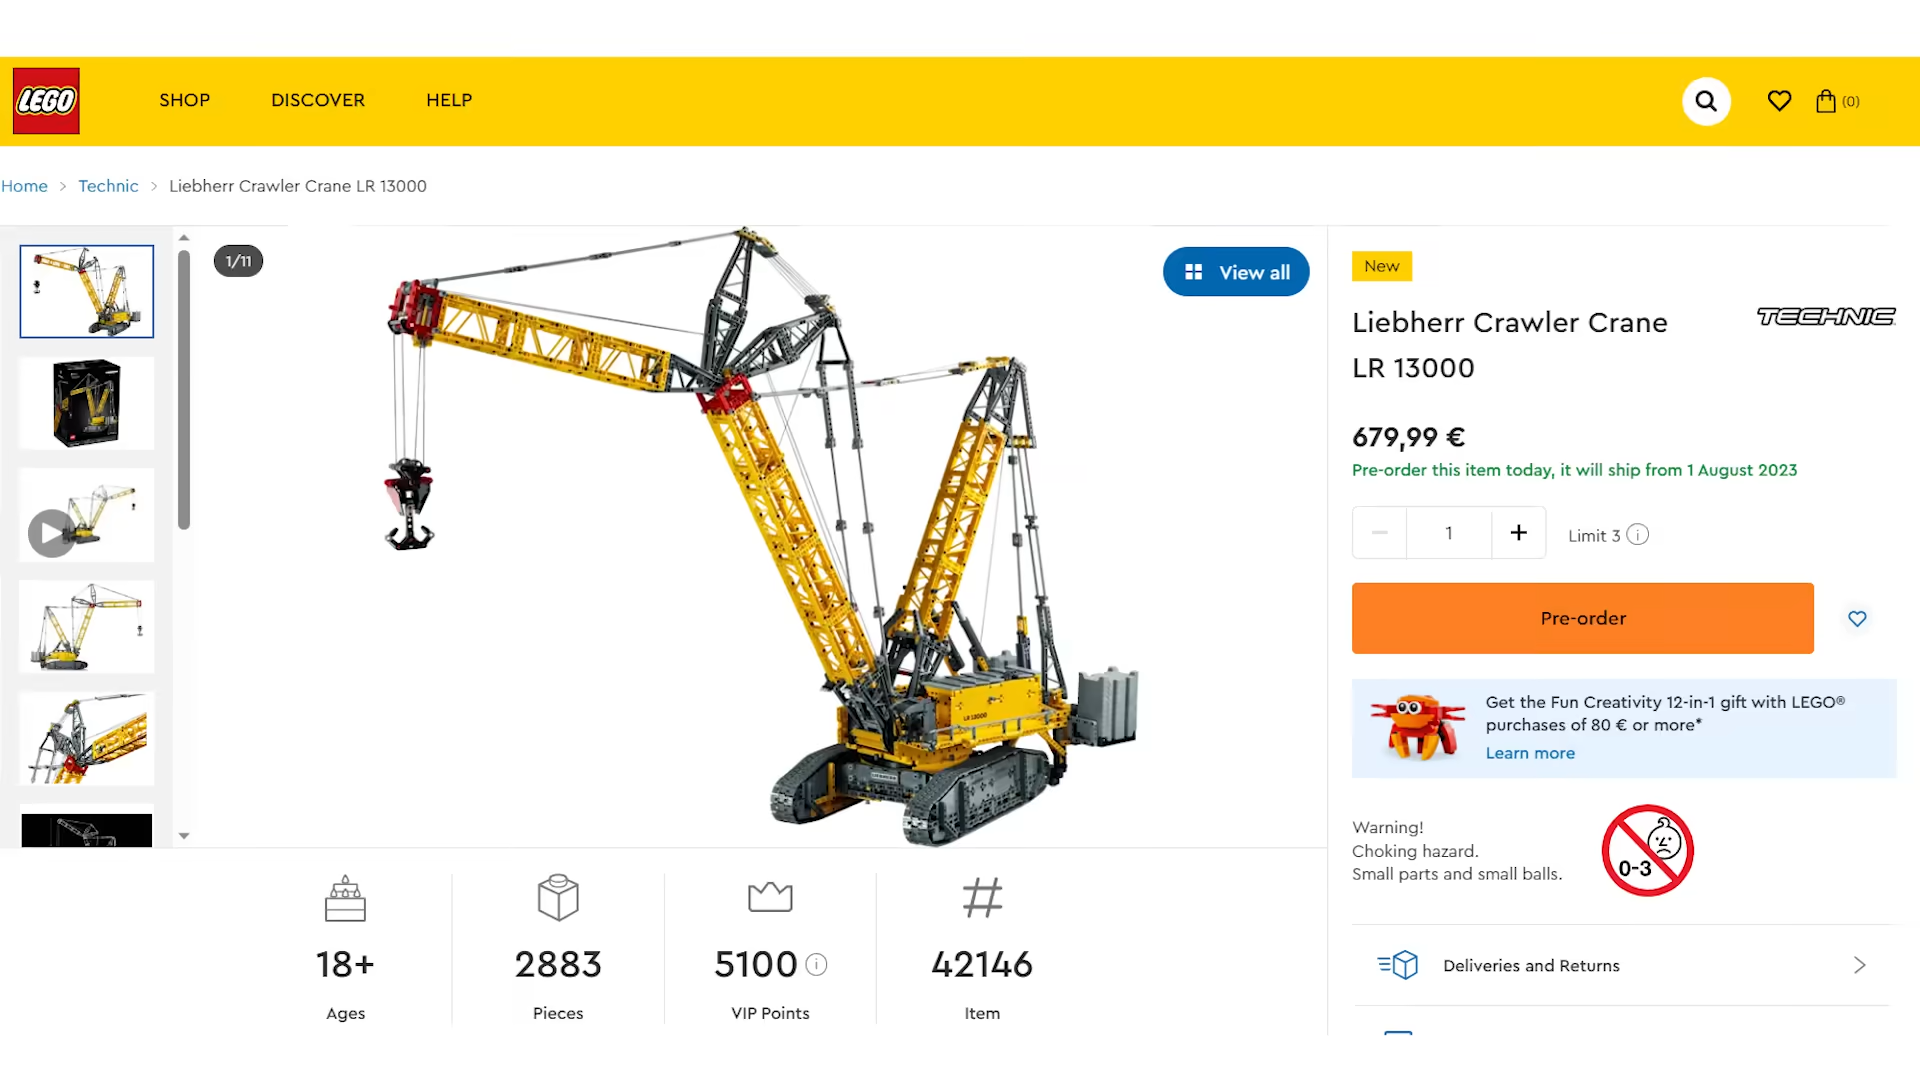 LEGO
SHOP
DISCOVER
HELP
(0)
Home > Technic > Liebherr Crawler Crane LR 13000
1/11
View all
New
Liebherr Crawler Crane
LR 13000
TECHNIC
679,99 €
Pre-order this item today, it will ship from 1 August 2023
1
Limit 3
Pre-order
Get the Fun Creativity 12-in-1 gift with LEGO®
purchases of 80 € or more*
Learn more
Warning!
Choking hazard.
Small parts and small balls.
0-3
LR 13000
LIEBHERR
18+
Ages
2883
Pieces
5100
VIP Points
42146
Item
Deliveries and Returns